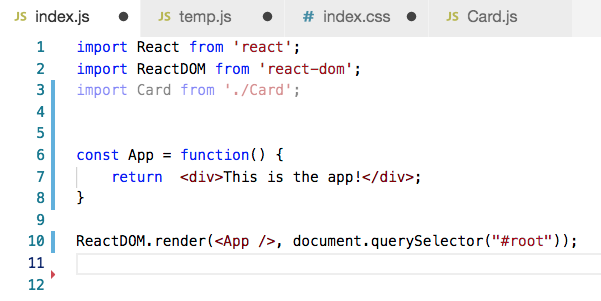 JS index.js ● JS temp.js ● # index.css ● JS Card.js
1 import React from 'react';
2 import ReactDOM from 'react-dom';
3 import Card from './Card';
4
5
6 const App = function() {
7     return  <div>This is the app!</div>;
8 }
9
10 ReactDOM.render(<App />, document.querySelector("#root"));
11
12